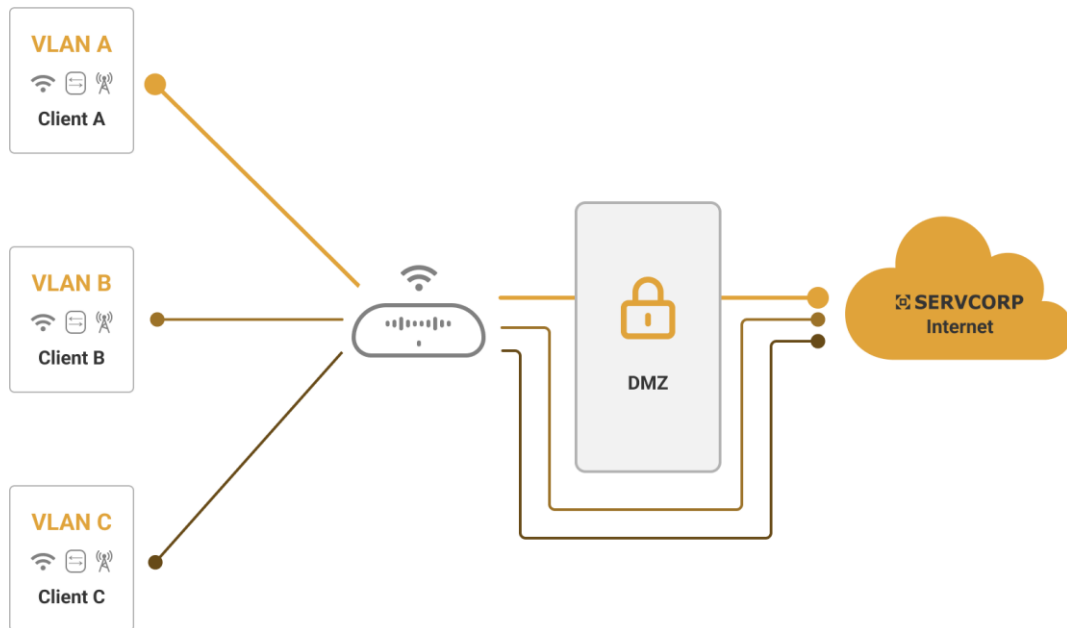 VLAN A
Client A
VLAN B
Client B
VLAN C
Client C
DMZ
SERVCORP
Internet